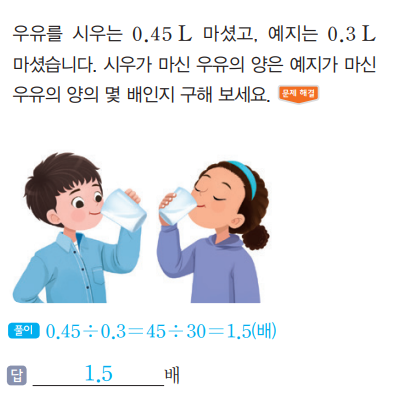 우유를 시우는 0.45 L 마셨고, 예지는 0.3 L
마셨습니다. 시우가 마신 우유의 양은 예지가 마신
우유의 양의 몇 배인지 구해 보세요. 문제 해결
풀이 0.45÷0.3=45÷30=1.5(배)
답 1.5 배